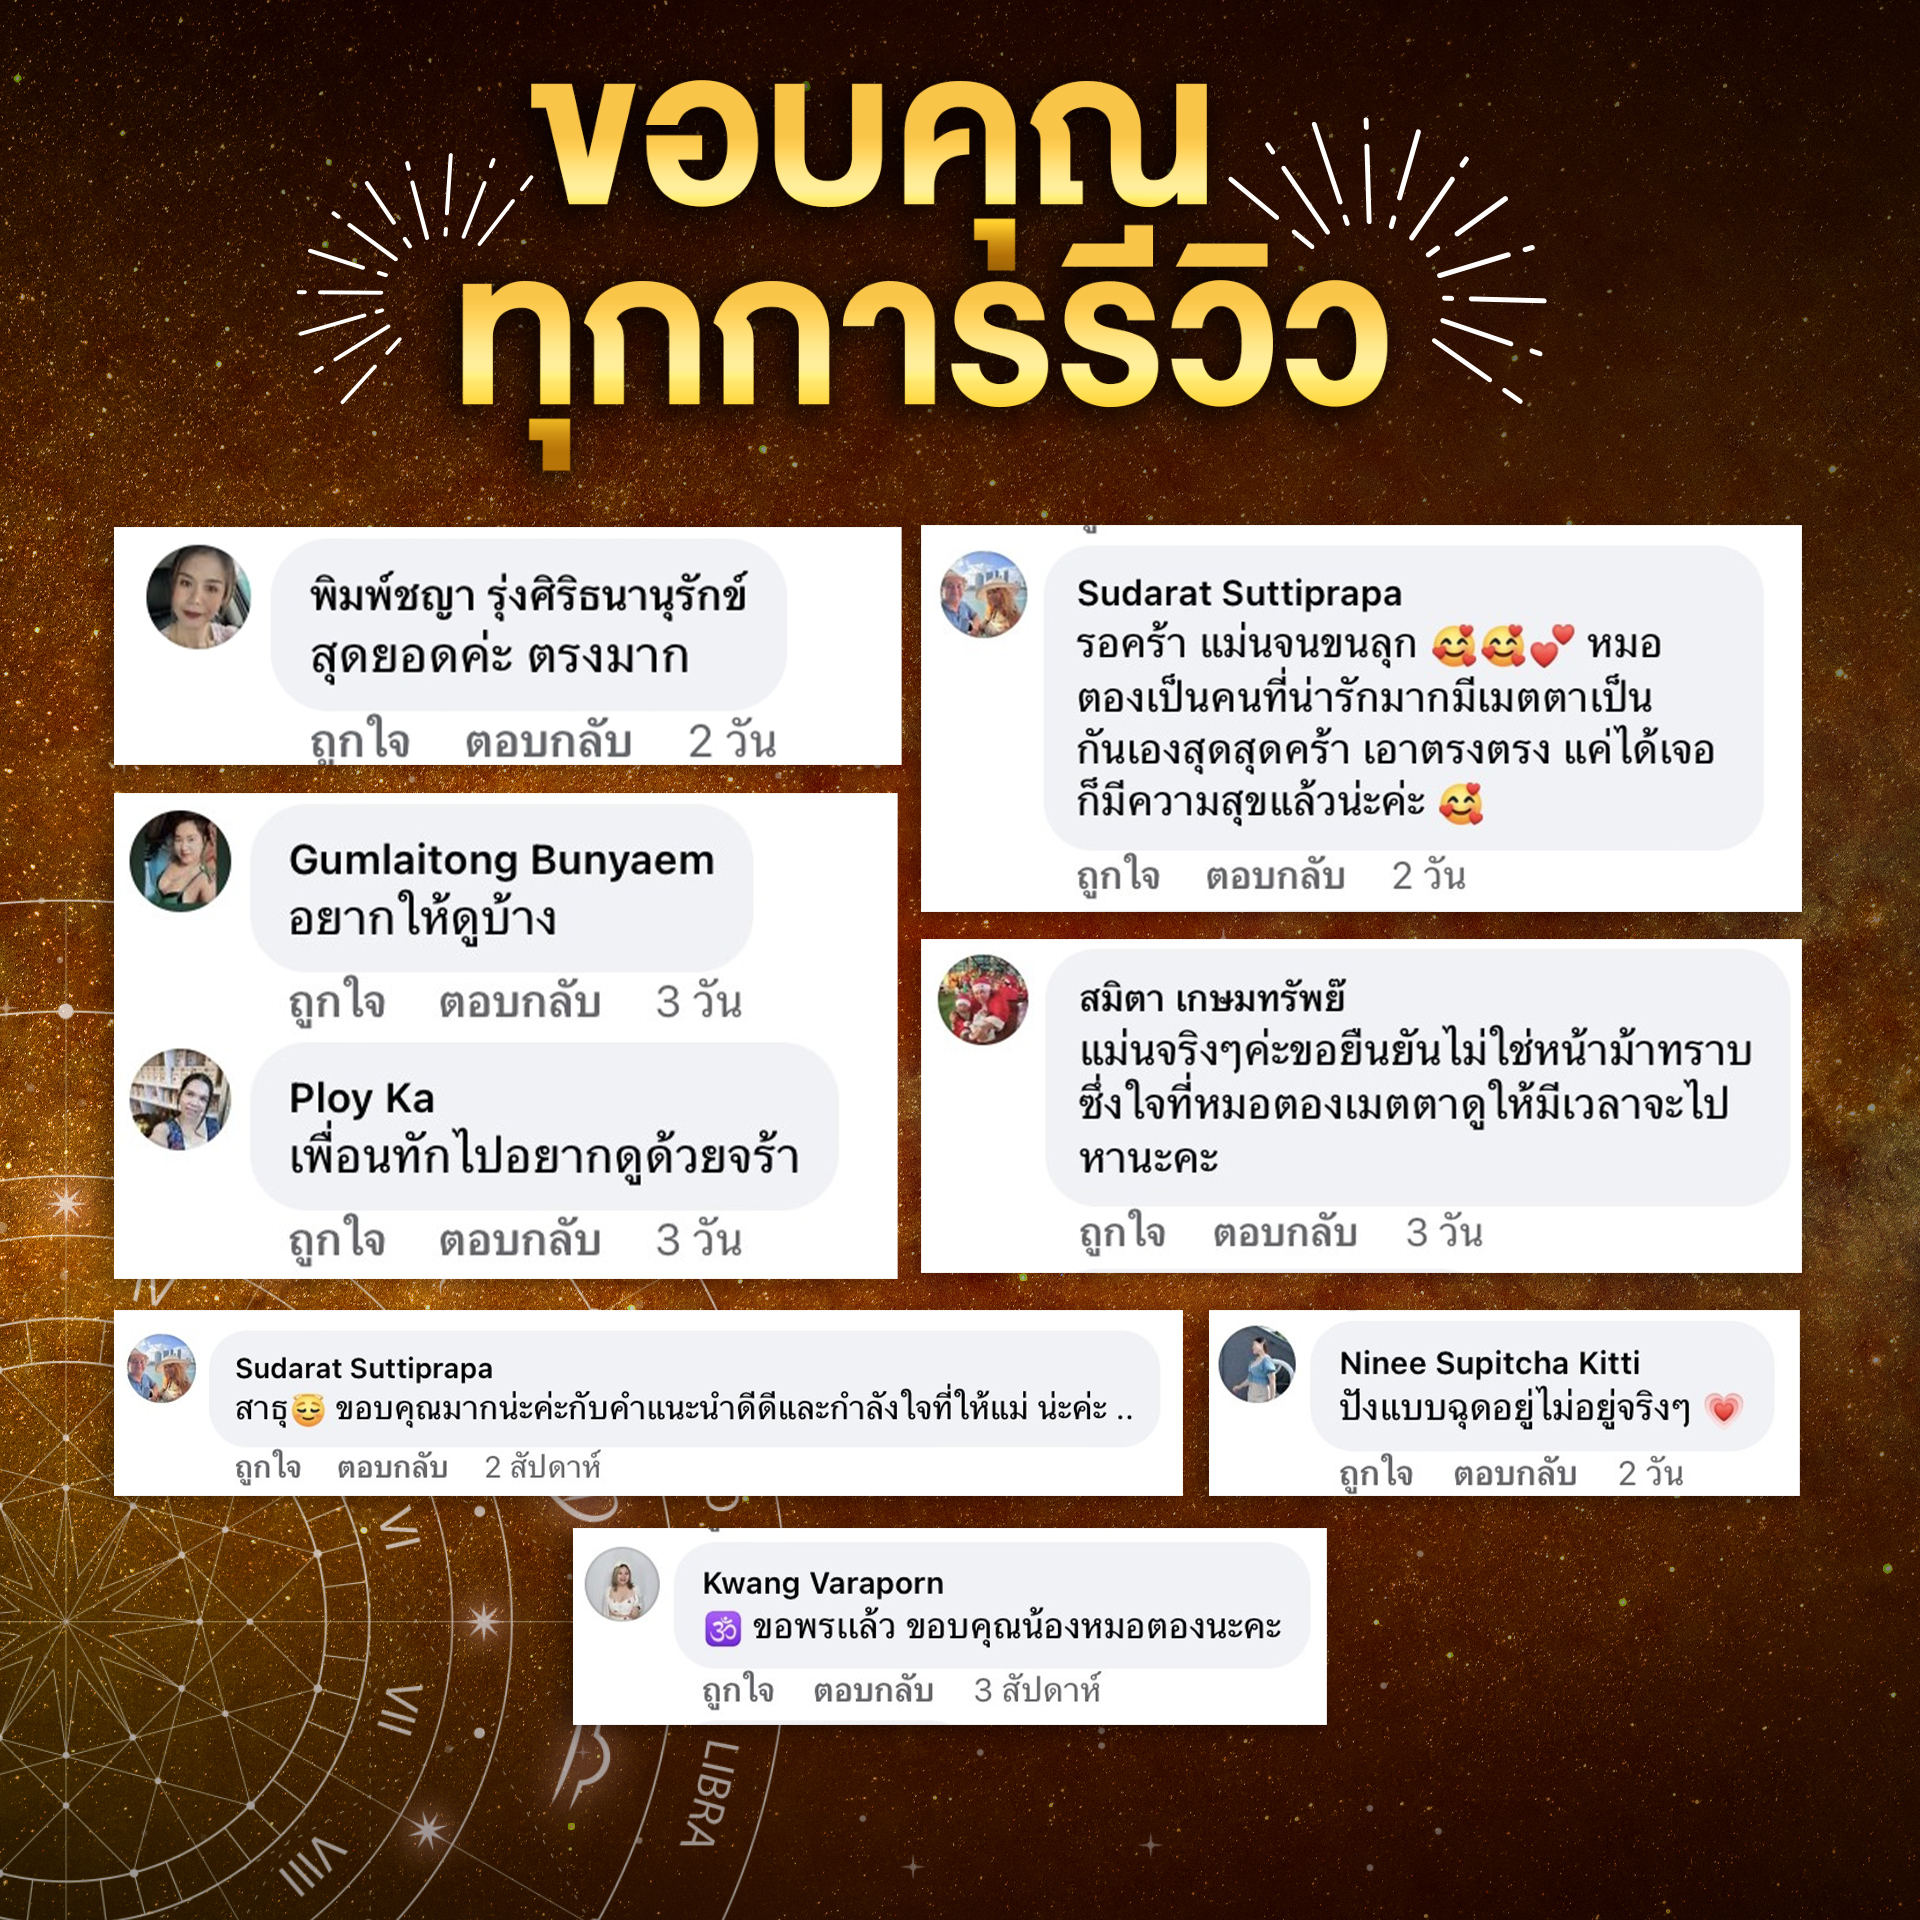 ขอบคุณ
ทุกการรีวิว
พิมพ์ชญา รุ่งศิริธนานุรักษ์
สุดยอดค่ะ ตรงมาก
ถูกใจ ตอบกลับ 2 วัน
Sudarat Suttiprapa
รอคร้า แม่นจนขนลุก 🥰🥰💕 หมอ
ตองเป็นคนที่น่ารักมากมีเมตตาเป็น
กันเองสุดสุดคร้า เอาตรงตรง แค่ได้เจอ
ก็มีความสุขแล้วน่ะค่ะ 🥰
ถูกใจ ตอบกลับ 2 วัน
Gumlaitong Bunyaem
อยากให้ดูบ้าง
ถูกใจ ตอบกลับ 3 วัน
Ploy Ka
เพื่อนทักไปอยากดูด้วยจร้า
ถูกใจ ตอบกลับ 3 วัน
สมิตา เกษมทรัพย์
แม่นจริงๆค่ะขอยืนยันไม่ใช่หน้าม้าทราบ
ซึ่งใจที่หมอตองเมตตาดูให้มีเวลาจะไป
หานะคะ
ถูกใจ ตอบกลับ 3 วัน
Sudarat Suttiprapa
สาธุ😇 ขอบคุณมากน่ะค่ะกับคำแนะนำดีดีและกำลังใจที่ให้แม่ น่ะค่ะ ..
ถูกใจ ตอบกลับ 2 สัปดาห์
Ninee Supitcha Kitti
ปังแบบฉุดอยู่ไม่อยู่จริงๆ 💗
ถูกใจ ตอบกลับ 2 วัน
Kwang Varaporn
🕉 ขอพรแล้ว ขอบคุณน้องหมอตองนะคะ
ถูกใจ ตอบกลับ 3 สัปดาห์
VI
VII
VIII
LIBRA